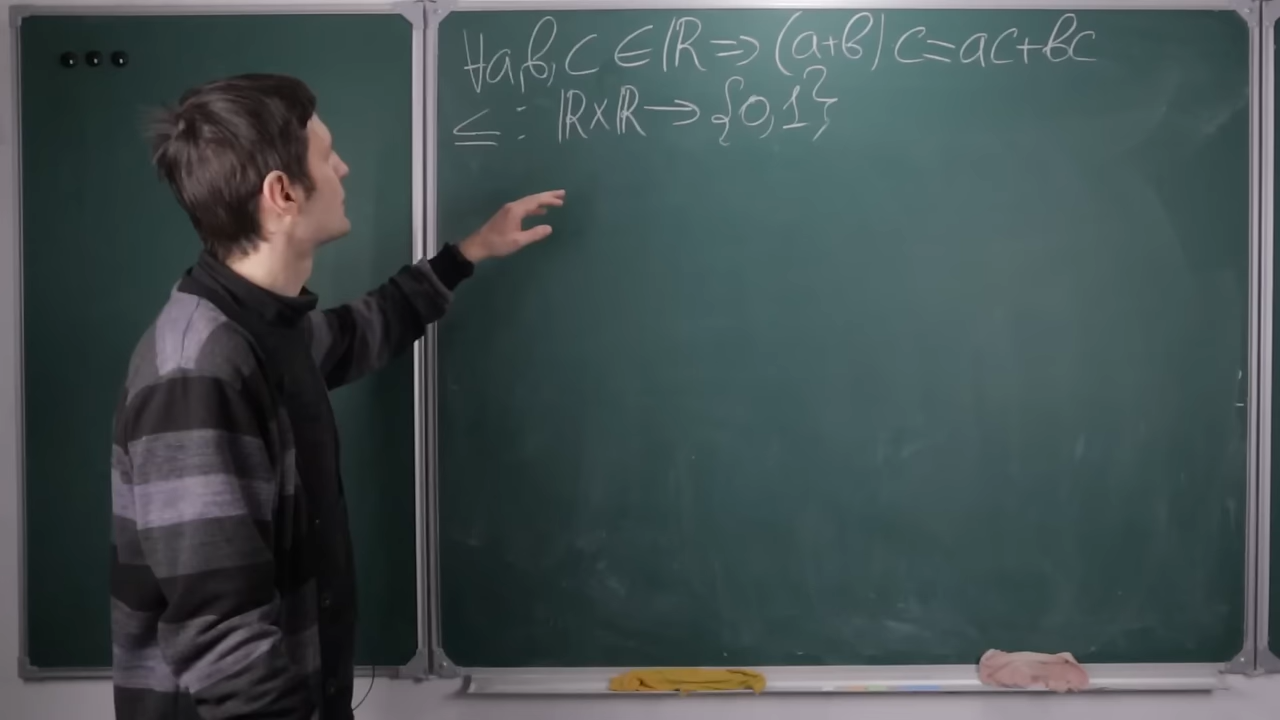 ∀a,b,c ∈ ℝ ⇒ (a+b)c=ac+bc
≤: ℝ×ℝ → {0,1}